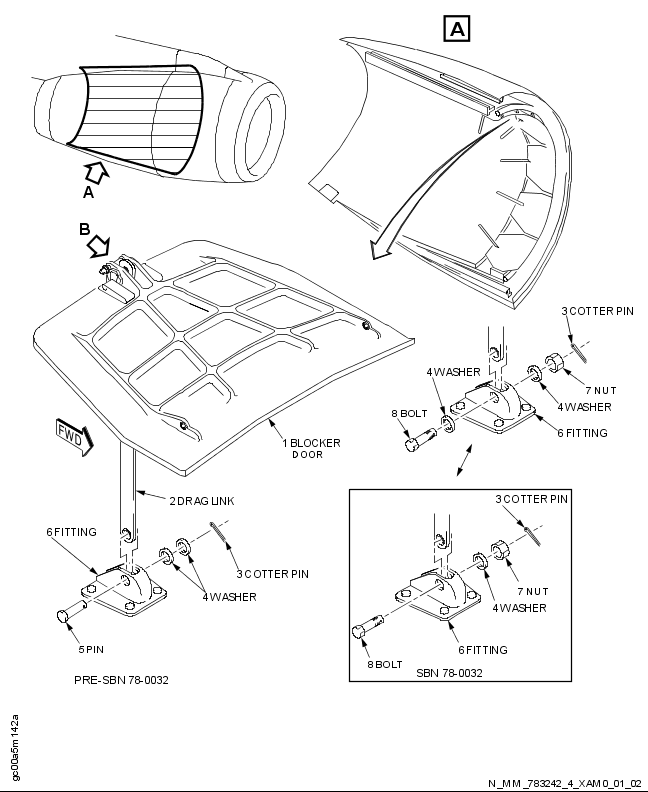 A
A
B
3 COTTER PIN
4 WASHER
7 NUT
4 WASHER
8 BOLT
6 FITTING
1 BLOCKER
DOOR
FWD
2 DRAG LINK
3 COTTER PIN
6 FITTING
3 COTTER PIN
4 WASHER
7 NUT
4 WASHER
5 PIN
6 FITTING
8 BOLT
PRE-SBN 78-0032
SBN 78-0032
gc00a5m142a
N_MM_783242_4_XAM0_01_02